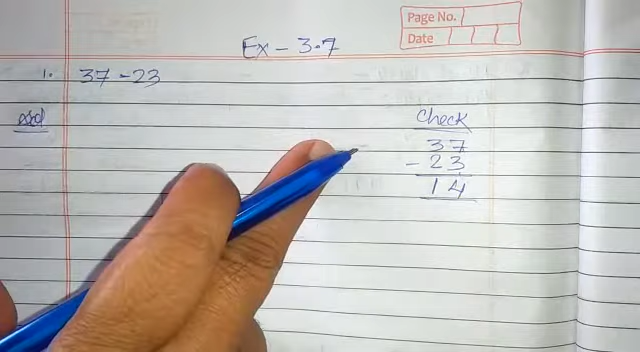 Page No.
Date
Ex - 3.7
1. 37 - 23
Check
37
- 23
14